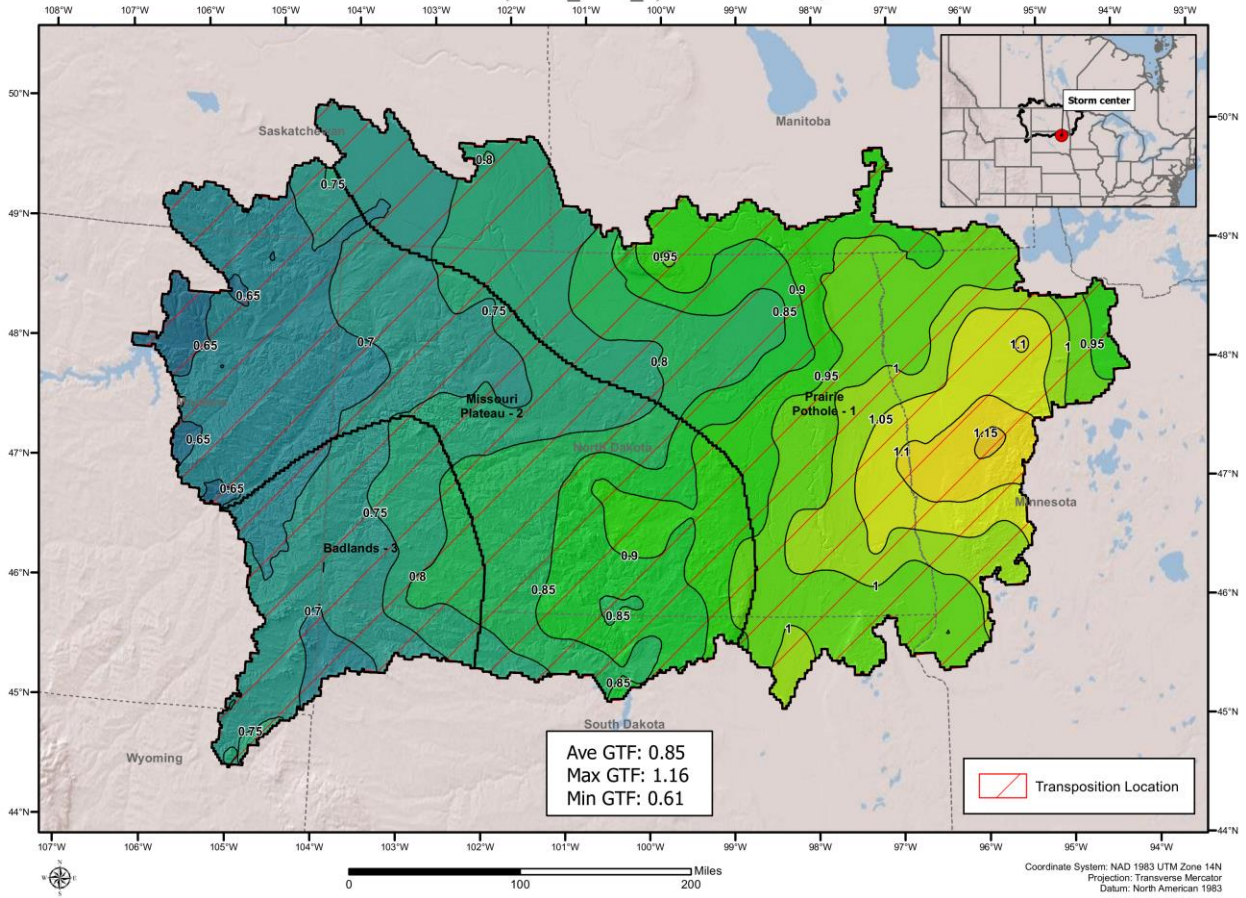 108°W 107°W 106°W 105°W 104°W 103°W 102°W 101°W 100°W 99°W 98°W 97°W 96°W 95°W 94°W 93°W
Storm center
50°N
50°N
Saskatchewan
Manitoba
0.8
0.75
49°N
49°N
0.95
0.65
0.9
0.75
0.85
48°N
0.7
0.65
1.1
1
0.95
48°N
0.8
1
0.95
Missouri
Plateau - 2
Prairie
Pothole - 1
1.05
0.65
1.15
47°N
North Dakota
1.1
47°N
0.65
Minnesota
0.75
Badlands - 3
0.9
46°N
0.8
0.85
1
46°N
0.7
0.85
1
45°N
0.85
45°N
South Dakota
0.75
Wyoming
Ave GTF: 0.85
Max GTF: 1.16
Min GTF: 0.61
Transposition Location
44°N
44°N
107°W 106°W 105°W 104°W 103°W 102°W 101°W 100°W 99°W 98°W 97°W 96°W 95°W 94°W
N
W E
S
Miles
0 100 200
Coordinate System: NAD 1983 UTM Zone 14N
Projection: Transverse Mercator
Datum: North American 1983